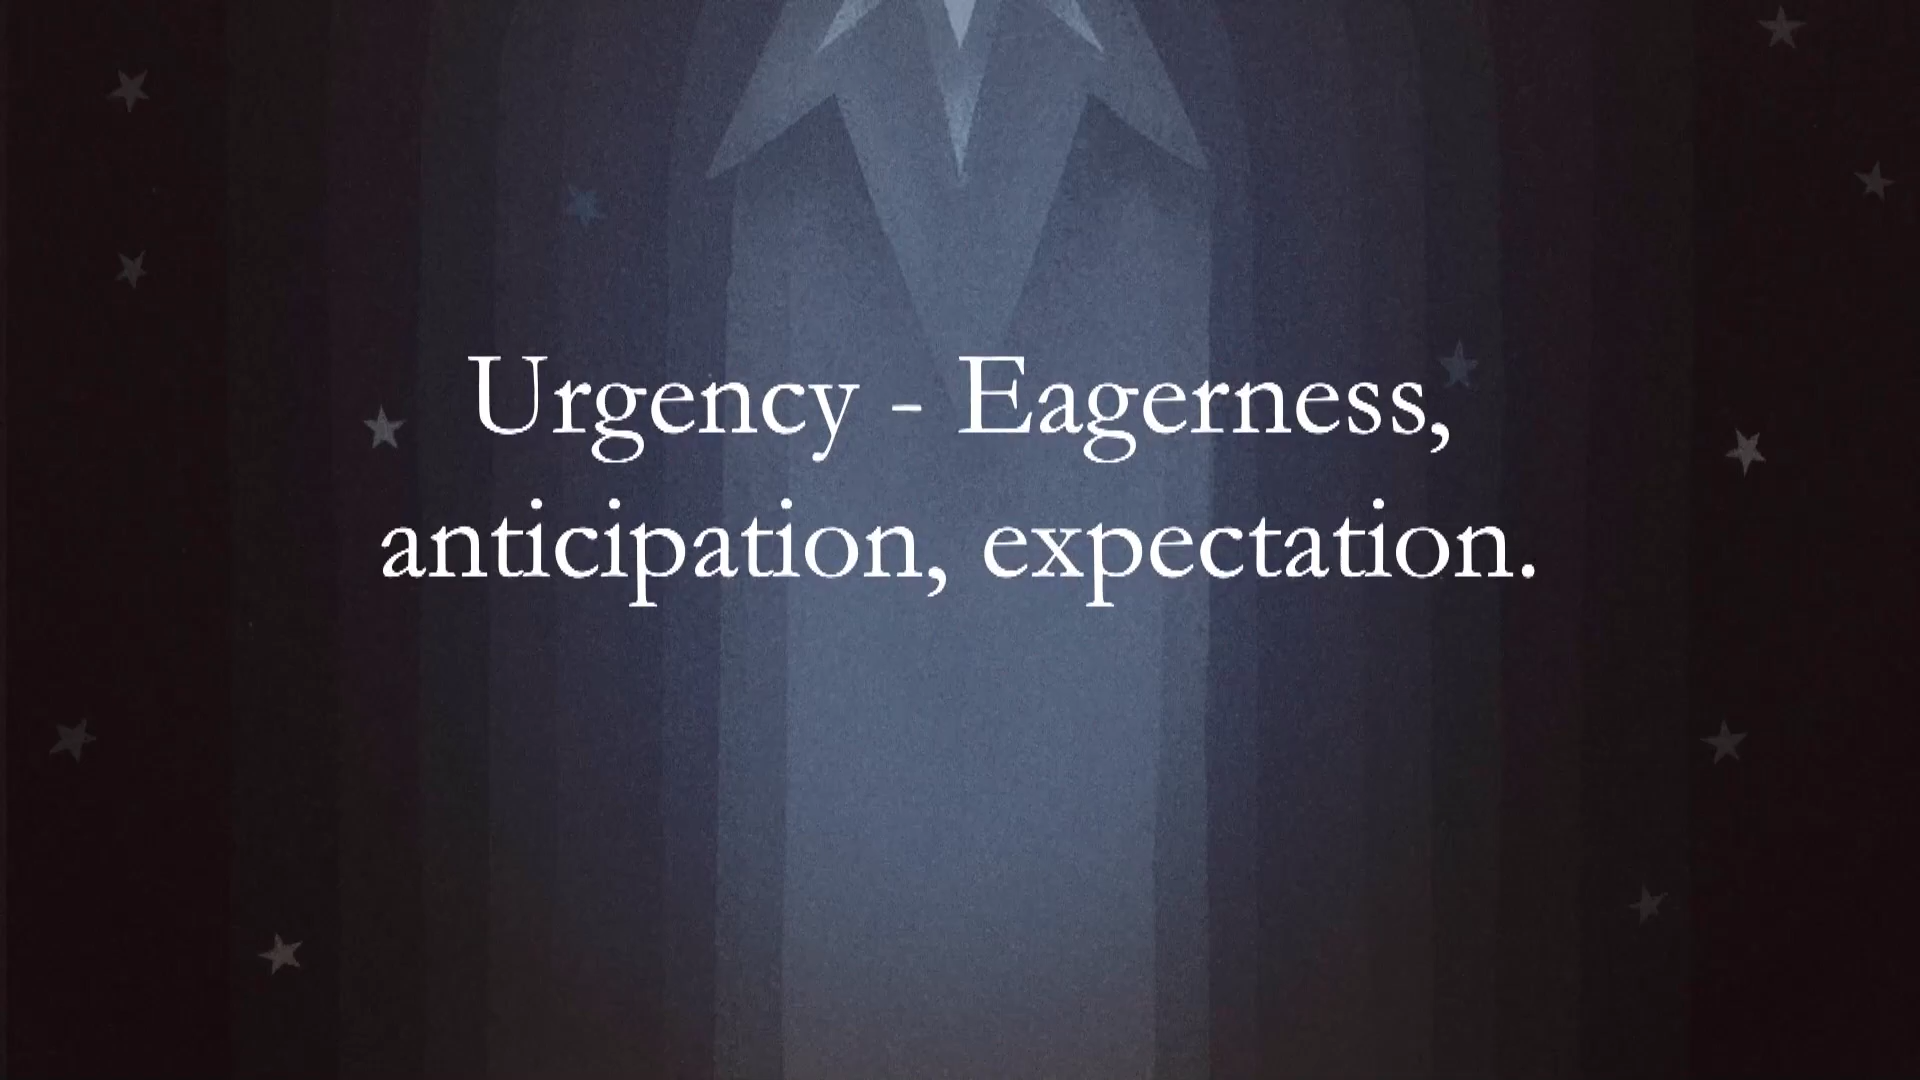 Urgency - Eagerness,
anticipation, expectation.